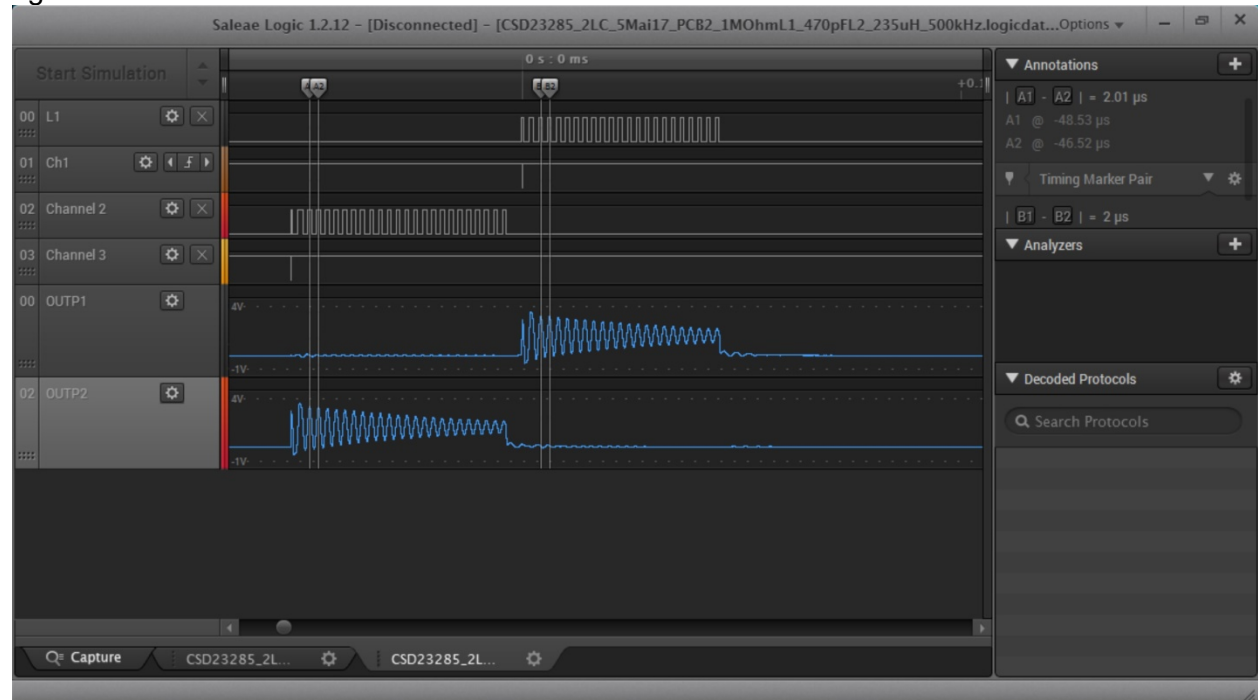 Saleae Logic 1.2.12 - [Disconnected] - [CSD23285_2LC_5Mai17_PCB2_1MOhmL1_470pFL2_235uH_500kHz.logicdat...Options
Start Simulation
0 s : 0 ms
+0.1
A2
B2
00 L1
01 Ch1
02 Channel 2
03 Channel 3
00 OUTP1
4V
-1V
02 OUTP2
4V
-1V
Annotations
| A1 - A2 | = 2.01 µs
A1 @ -48.53 µs
A2 @ -46.52 µs
Timing Marker Pair
| B1 - B2 | = 2 µs
Analyzers
Decoded Protocols
Search Protocols
Capture
CSD23285_2L...
CSD23285_2L...